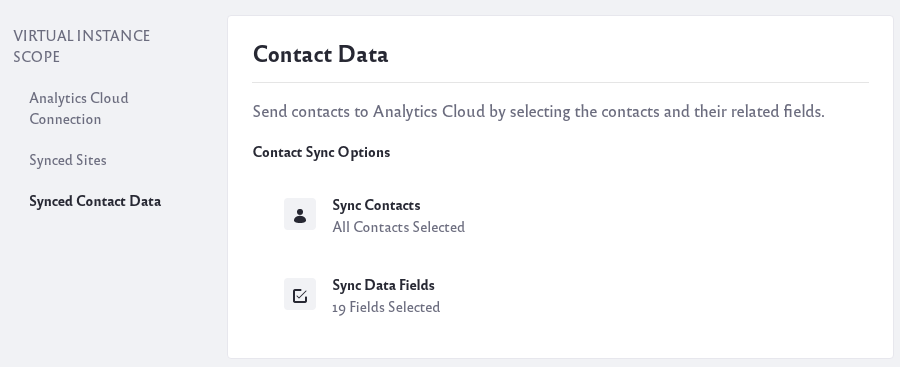 VIRTUAL INSTANCE
SCOPE
Analytics Cloud
Connection
Synced Sites
Synced Contact Data
Contact Data
Send contacts to Analytics Cloud by selecting the contacts and their related fields.
Contact Sync Options
Sync Contacts
All Contacts Selected
Sync Data Fields
19 Fields Selected